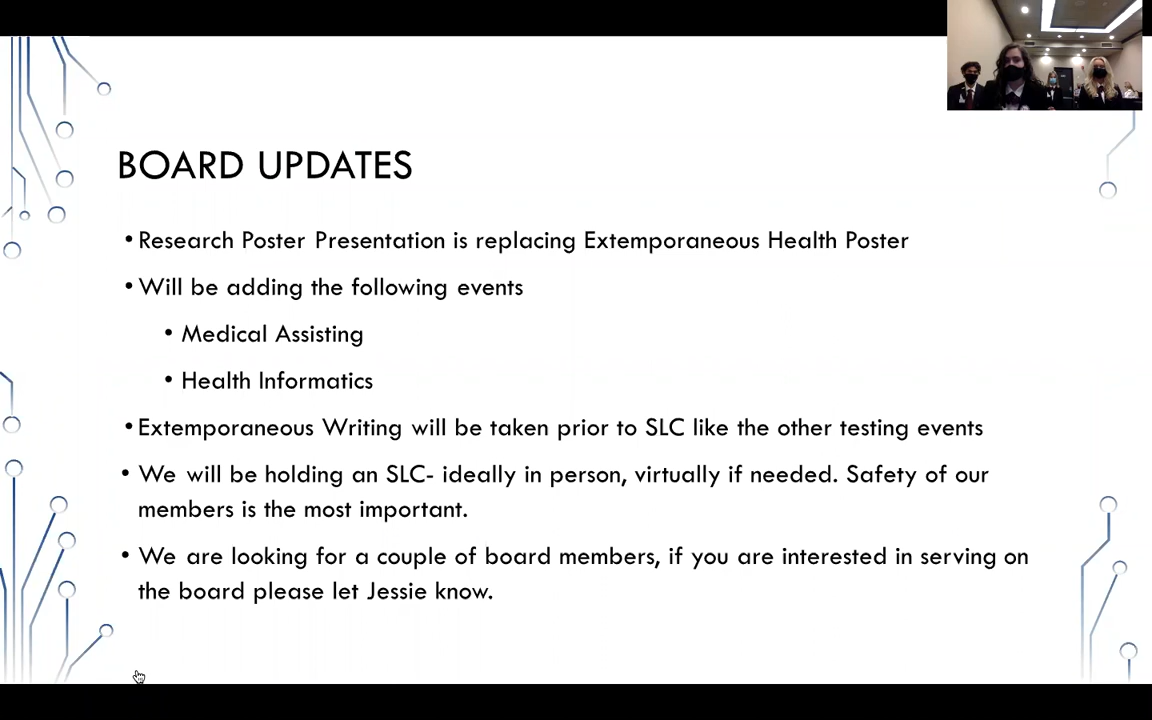 BOARD UPDATES
• Research Poster Presentation is replacing Extemporaneous Health Poster
• Will be adding the following events
• Medical Assisting
• Health Informatics
• Extemporaneous Writing will be taken prior to SLC like the other testing events
• We will be holding an SLC- ideally in person, virtually if needed. Safety of our
members is the most important.
• We are looking for a couple of board members, if you are interested in serving on
the board please let Jessie know.